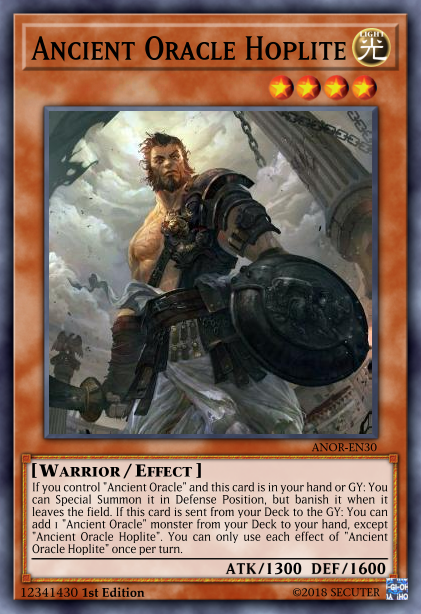 ANCIENT ORACLE HOPLITE
LIGHT
光
ANOR-EN30
[WARRIOR/EFFECT]
If you control "Ancient Oracle" and this card is in your hand or GY: You
can Special Summon it in Defense Position, but banish it when it
leaves the field. If this card is sent from your Deck to the GY: You can
add 1 "Ancient Oracle" monster from your Deck to your hand, except
"Ancient Oracle Hoplite". You can only use each effect of "Ancient
Oracle Hoplite" once per turn.
ATK/1300 DEF/1600
12341430 1st Edition
©2018 SECUTER